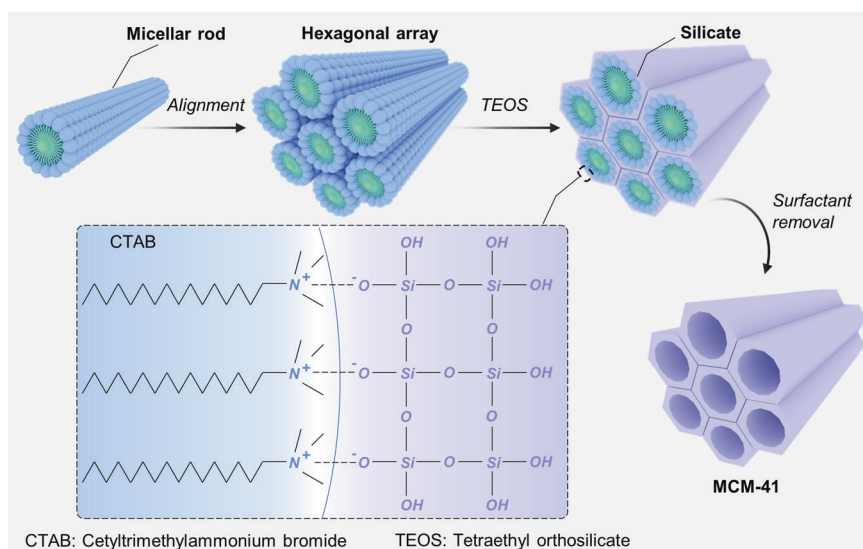 Micellar rod
Hexagonal array
Silicate
Alignment
TEOS
Surfactant
removal
CTAB
OH OH
N+ -O Si O Si OH
O O
N+ -O Si O Si OH
O O
N+ -O Si O Si OH
OH OH
MCM-41
CTAB: Cetyltrimethylammonium bromide TEOS: Tetraethyl orthosilicate